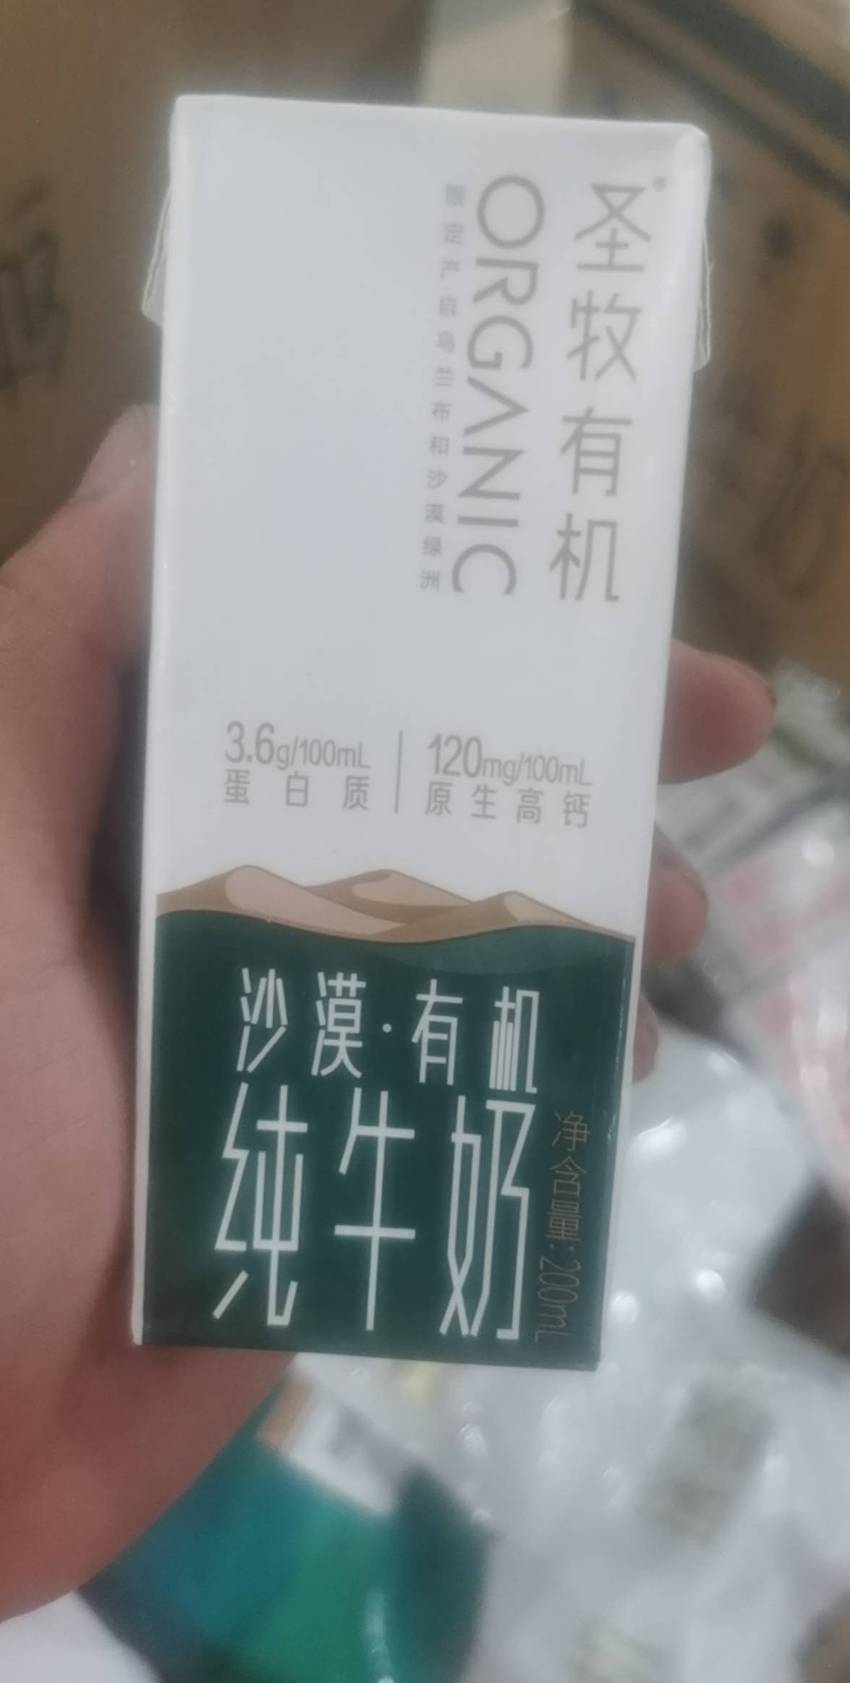 圣牧有机
ORGANIC
限定产自乌兰布和沙漠绿洲
3.6g/100mL
蛋白质
120mg/100mL
原生高钙
沙漠·有机
纯牛奶
净含量:200mL